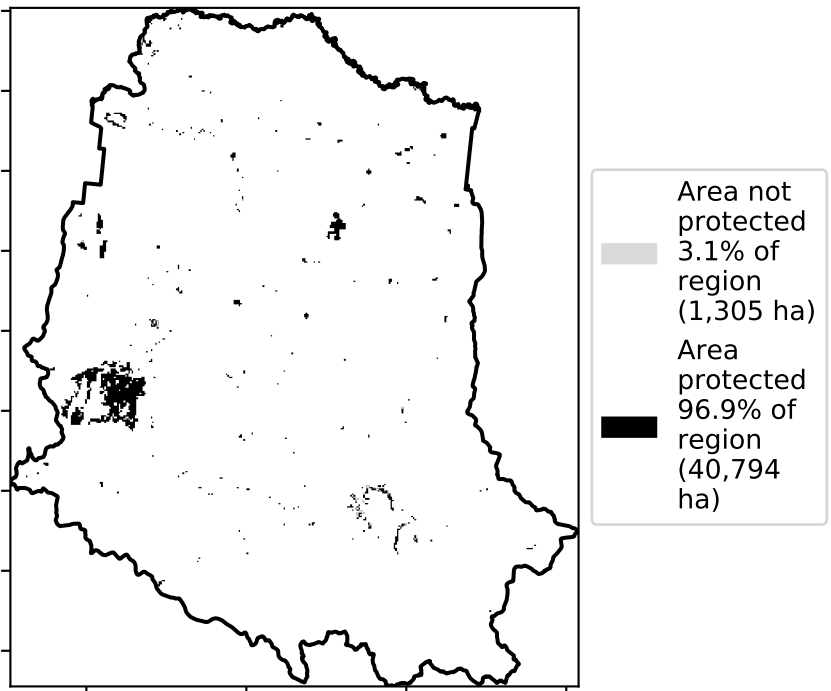 Area not
protected
3.1% of
region
(1,305 ha)
Area
protected
96.9% of
region
(40,794
ha)